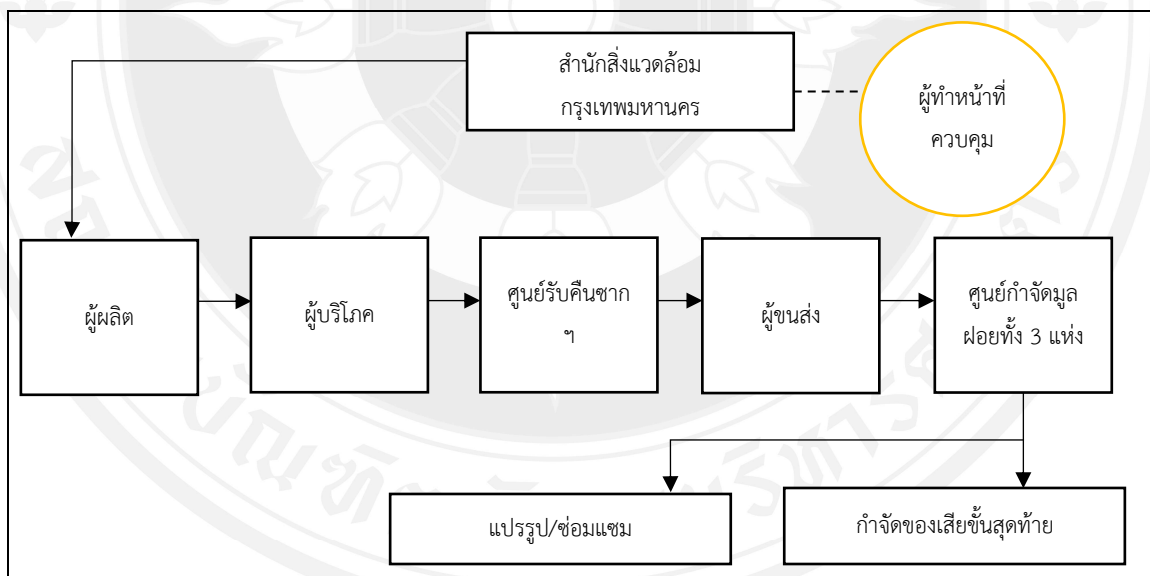 สำนักสิ่งแวดล้อม
กรุงเทพมหานคร
ผู้ทำหน้าที่
ควบคุม
ผู้ผลิต
ผู้บริโภค
ศูนย์รับคืนซาก
ฯ
ผู้ขนส่ง
ศูนย์กำจัดมูล
ฝอยทั้ง 3 แห่ง
แปรรูป/ซ่อมแซม
กำจัดของเสียขั้นสุดท้าย